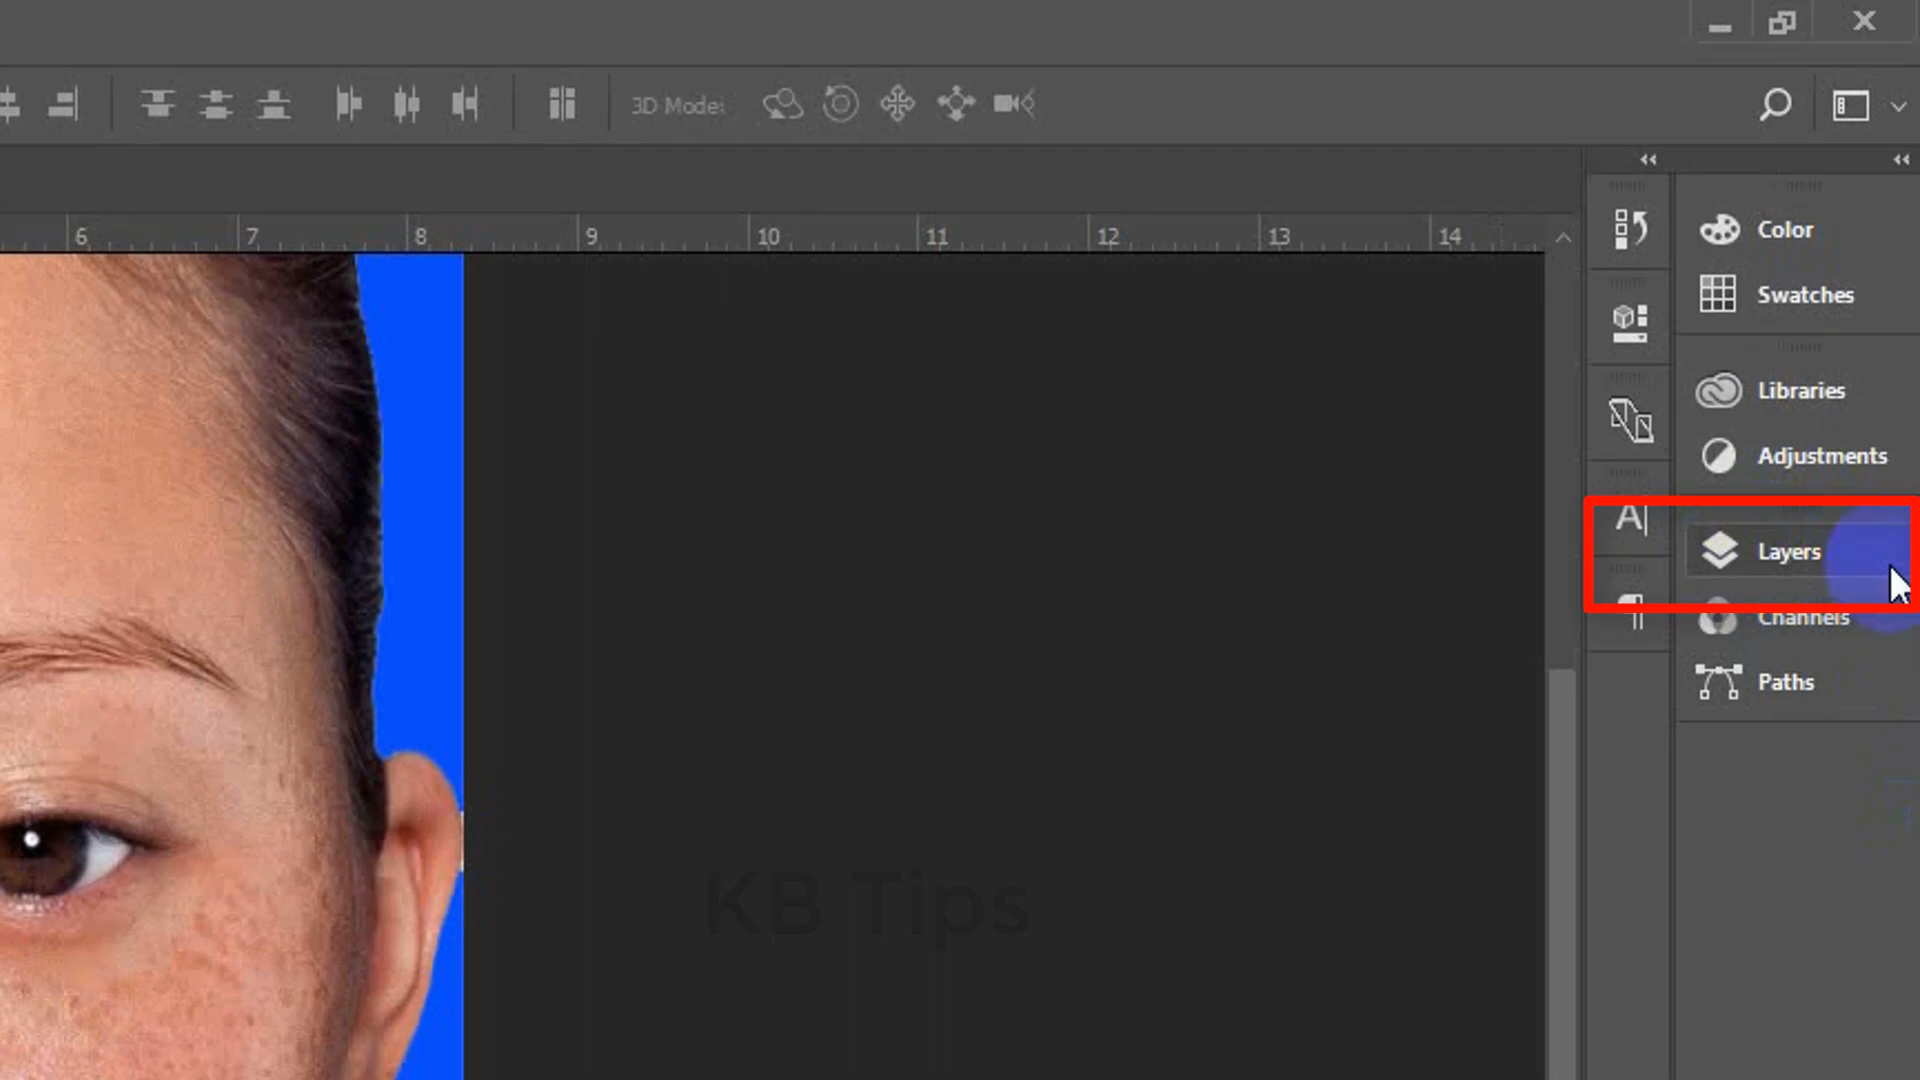 3D Mode:
6 7 8 9 10 11 12 13 14
Color
Swatches
Libraries
Adjustments
A
Layers
Channels
Paths
KB Tips